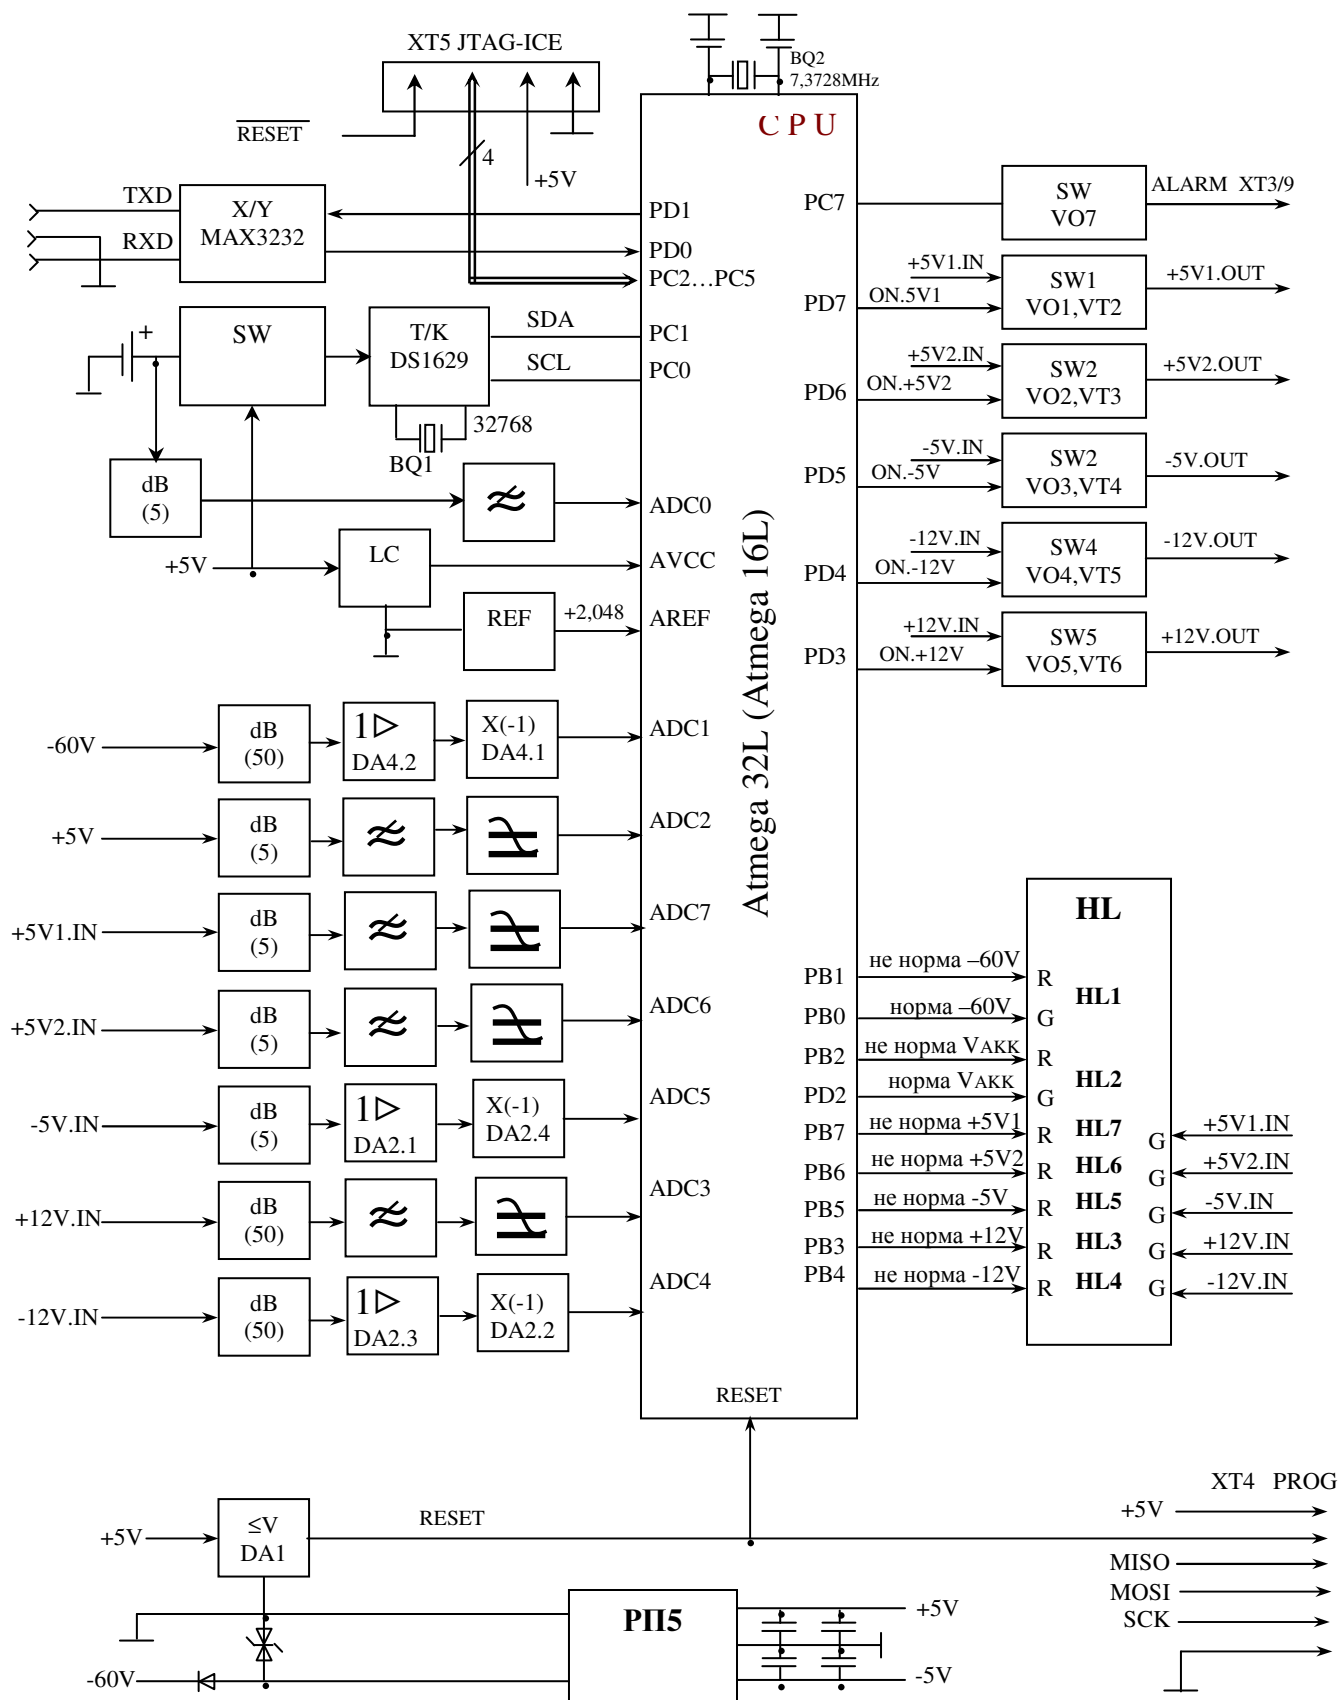 XT5 JTAG-ICE
BQ2
7,3728MHz
CPU
RESET
4
+5V
TXD
RXD
X/Y
MAX3232
PD1
PD0
PC2…PC5
PC7
SW
VO7
ALARM XT3/9
+5V1.IN
PD7
ON.5V1
SW1
VO1,VT2
+5V1.OUT
+
SW
T/K
DS1629
SDA
SCL
PC1
PC0
32768
BQ1
+5V2.IN
PD6
ON.+5V2
SW2
VO2,VT3
+5V2.OUT
-5V.IN
PD5
ON.-5V
SW2
VO3,VT4
-5V.OUT
dB
(5)
ADC0
+5V
LC
AVCC
REF
+2,048
AREF
-12V.IN
PD4
ON.-12V
SW4
VO4,VT5
-12V.OUT
+12V.IN
PD3
ON.+12V
SW5
VO5,VT6
+12V.OUT
Atmega 32L (Atmega 16L)
-60V
dB
(50)
1
DA4.2
X(-1)
DA4.1
ADC1
+5V
dB
(5)
ADC2
+5V1.IN
dB
(5)
ADC7
+5V2.IN
dB
(5)
ADC6
-5V.IN
dB
(5)
1
DA2.1
X(-1)
DA2.4
ADC5
+12V.IN
dB
(50)
ADC3
-12V.IN
dB
(50)
1
DA2.3
X(-1)
DA2.2
ADC4
HL
PB1
не норма –60V
R
HL1
PB0
норма –60V
G
PB2
не норма VАКК
R
HL2
PD2
норма VАКК
G
PB7
не норма +5V1
R
HL7
G
+5V1.IN
PB6
не норма +5V2
R
HL6
G
+5V2.IN
PB5
не норма -5V
R
HL5
G
-5V.IN
PB3
не норма +12V
R
HL3
G
+12V.IN
PB4
не норма -12V
R
HL4
G
-12V.IN
RESET
XT4 PROG
+5V
+5V
≤V
DA1
RESET
MISO
MOSI
SCK
РП5
+5V
-60V
-5V